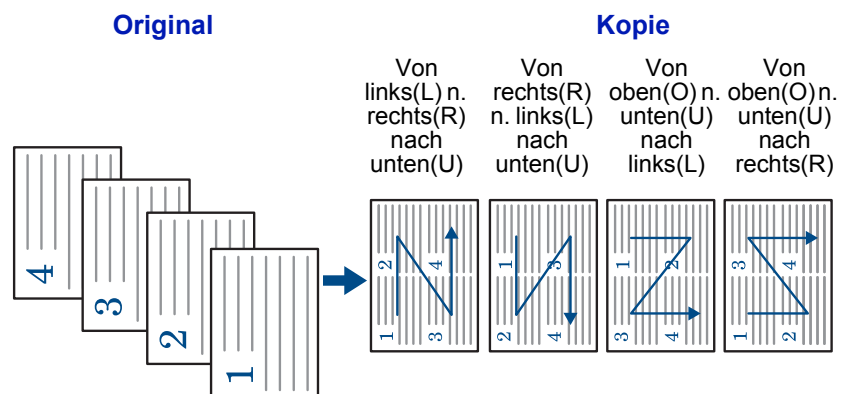 Original
Kopie
Von
links(L) n.
rechts(R)
nach
unten(U)
Von
rechts(R)
n. links(L)
nach
unten(U)
Von
oben(O) n.
unten(U)
nach
links(L)
Von
oben(O) n.
unten(U)
nach
rechts(R)
4
3
2
1
2 4
1 3
1 3
2 4
1 2
3 4
3 4
1 2